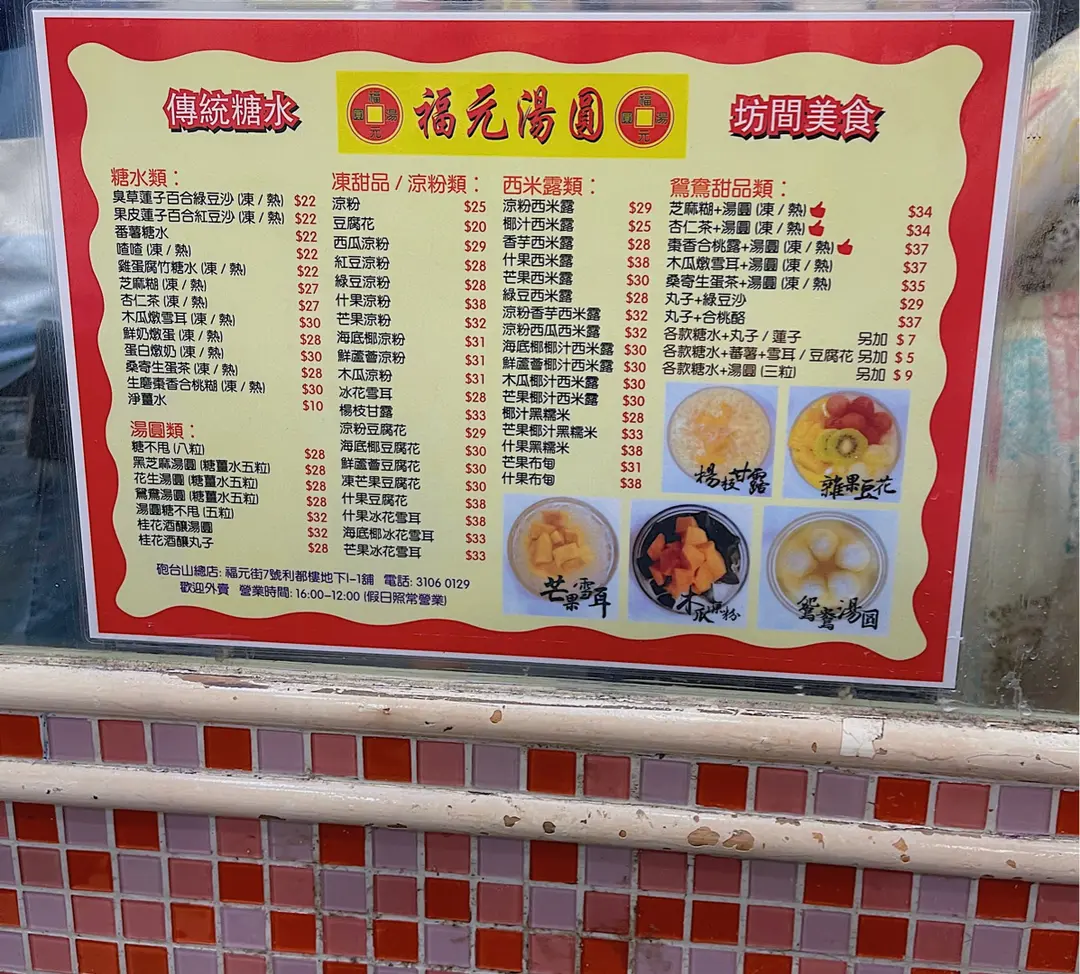 傳統糖水
福元湯圓
福湯元圓
福湯元圓
坊間美食
糖水類：
臭草蓮子百合綠豆沙 (凍 / 熱) $22
果皮蓮子百合紅豆沙 (凍 / 熱) $22
番薯糖水 $22
喳喳 (凍 / 熱) $22
雞蛋腐竹糖水 (凍 / 熱) $22
芝麻糊 (凍 / 熱) $27
杏仁茶 (凍 / 熱) $27
木瓜燉雪耳 (凍 / 熱) $30
鮮奶燉蛋 (凍 / 熱) $28
蛋白燉奶 (凍 / 熱) $30
桑寄生蛋茶 (凍 / 熱) $28
生磨棗香合桃糊 (凍 / 熱) $30
淨薑水 $10
湯圓類：
糖不甩 (八粒) $28
黑芝麻湯圓 (糖薑水五粒) $28
花生湯圓 (糖薑水五粒) $28
鴛鴦湯圓 (糖薑水五粒) $28
湯圓糖不甩 (五粒) $32
桂花酒釀湯圓 $32
桂花酒釀丸子 $28
凍甜品 / 涼粉類：
涼粉 $25
豆腐花 $20
西瓜涼粉 $29
紅豆涼粉 $28
綠豆涼粉 $28
什果涼粉 $38
芒果涼粉 $32
海底椰涼粉 $31
鮮蘆薈涼粉 $31
木瓜涼粉 $31
冰花雪耳 $28
楊枝甘露 $33
涼粉豆腐花 $29
海底椰豆腐花 $30
鮮蘆薈豆腐花 $30
凍芒果豆腐花 $30
什果豆腐花 $38
什果冰花雪耳 $38
海底椰冰花雪耳 $33
芒果冰花雪耳 $33
西米露類：
涼粉西米露 $29
椰汁西米露 $25
香芋西米露 $28
什果西米露 $38
芒果西米露 $30
綠豆西米露 $28
涼粉香芋西米露 $32
涼粉西瓜西米露 $32
海底椰椰汁西米露 $30
鮮蘆薈椰汁西米露 $30
木瓜椰汁西米露 $30
芒果椰汁西米露 $30
椰汁黑糯米 $28
芒果椰汁黑糯米 $33
什果黑糯米 $38
芒果布甸 $31
什果布甸 $38
鴛鴦甜品類：
芝麻糊+湯圓 (凍 / 熱) $34
杏仁茶+湯圓 (凍 / 熱) $34
棗香合桃露+湯圓 (凍 / 熱) $37
木瓜燉雪耳+湯圓 (凍 / 熱) $37
桑寄生蛋茶+湯圓 (凍 / 熱) $35
丸子+綠豆沙 $29
丸子+合桃酪 $37
各款糖水+丸子 / 蓮子 另加 $ 7
各款糖水+番薯+雪耳 / 豆腐花 另加 $ 5
各款糖水+湯圓 (三粒) 另加 $ 9
楊枝甘露
雜果豆花
芒果雪耳
木瓜涼粉
鴛鴦湯圓
砲台山總店: 福元街7號利都樓地下I-1舖 電話: 3106 0129
歡迎外賣 營業時間: 16:00-12:00 (假日照常營業)